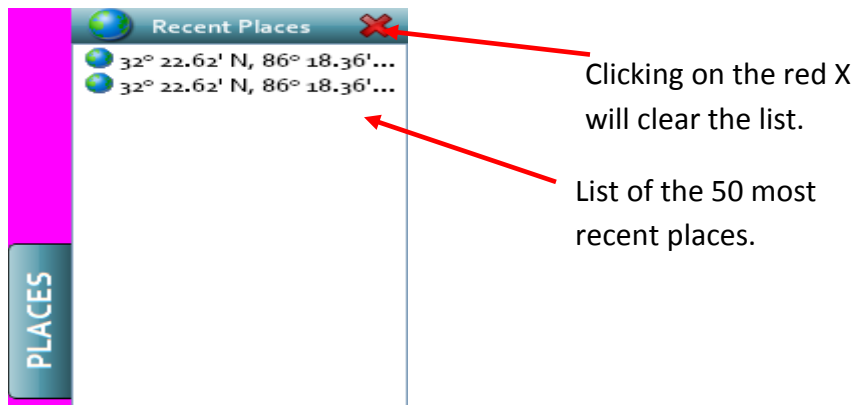 Recent Places
32° 22.62' N, 86° 18.36'...
32° 22.62' N, 86° 18.36'...
Clicking on the red X
will clear the list.
List of the 50 most
recent places.
PLACES